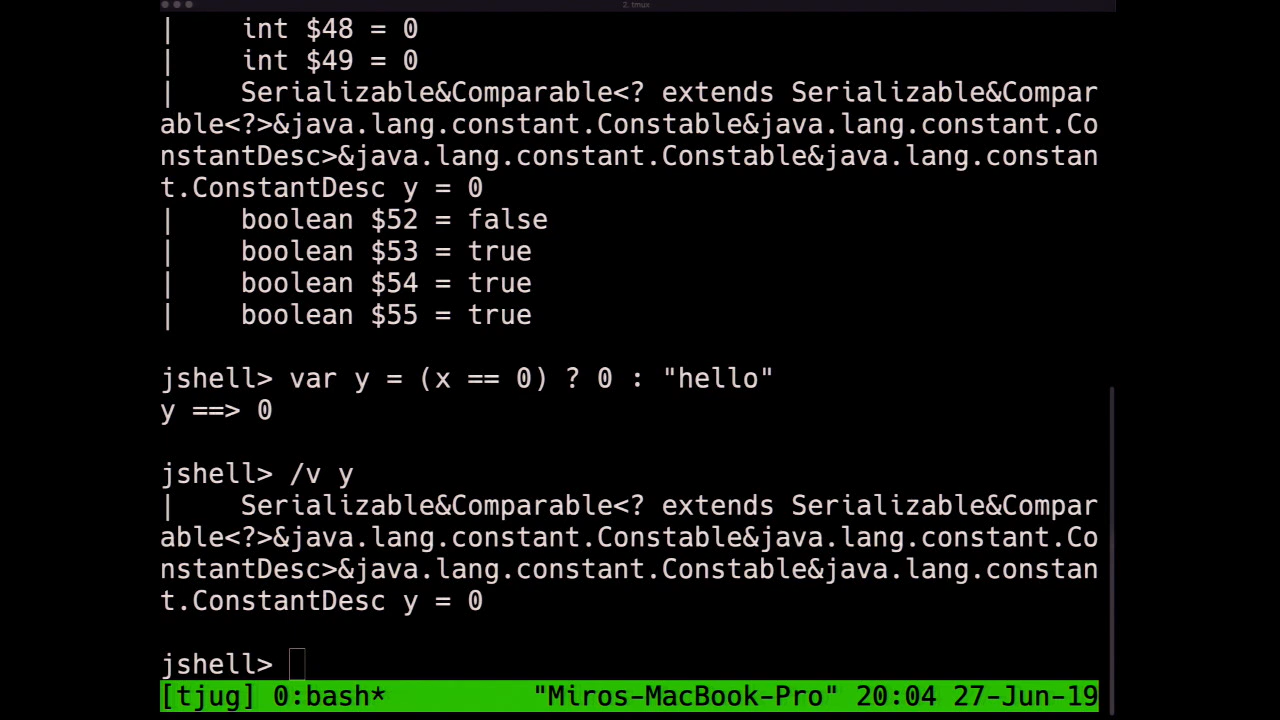 2. tmux
|    int $48 = 0
|    int $49 = 0
|    Serializable&Comparable<? extends Serializable&Compar
able<?>&java.lang.constant.Constable&java.lang.constant.Co
nstantDesc>&java.lang.constant.Constable&java.lang.constan
t.ConstantDesc y = 0
|    boolean $52 = false
|    boolean $53 = true
|    boolean $54 = true
|    boolean $55 = true
jshell> var y = (x == 0) ? 0 : "hello"
y ==> 0
jshell> /v y
|    Serializable&Comparable<? extends Serializable&Compar
able<?>&java.lang.constant.Constable&java.lang.constant.Co
nstantDesc>&java.lang.constant.Constable&java.lang.constan
t.ConstantDesc y = 0
jshell>
[tjug] 0:bash* "Miros-MacBook-Pro" 20:04 27-Jun-19